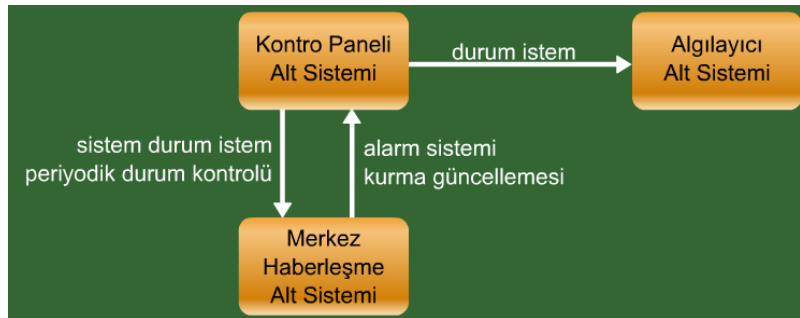 Kontro Paneli
Alt Sistemi
durum istem
Algılayıcı
Alt Sistemi
sistem durum istem
periyodik durum kontrolü
alarm sistemi
kurma güncellemesi
Merkez
Haberleşme
Alt Sistemi